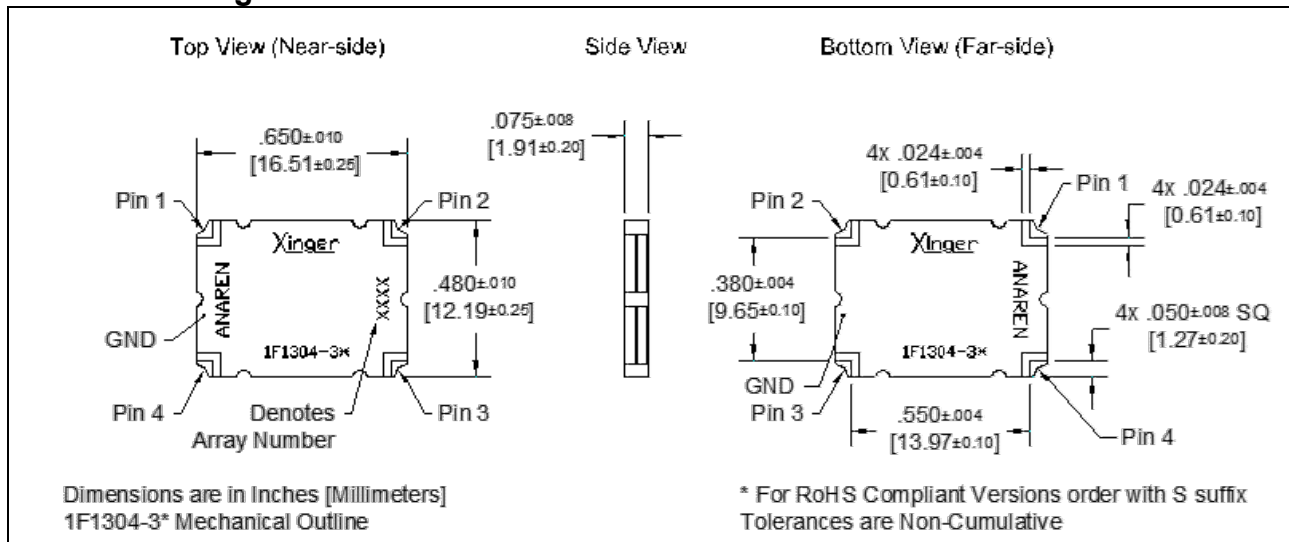 Top View (Near-side)
Side View
Bottom View (Far-side)
.650±.010
[16.51±0.25]
.075±.008
[1.91±0.20]
4x .024±.004
[0.61±0.10]
4x .024±.004
[0.61±0.10]
Pin 1
Pin 2
Pin 2
Pin 1
Xinger
ANAREN
XXXX
.480±.010
[12.19±0.25]
GND
1F1304-3*
Pin 4
Denotes
Array Number
Pin 3
Xinger
ANAREN
.380±.004
[9.65±0.10]
4x .050±.008 SQ
[1.27±0.20]
1F1304-3*
GND
Pin 3
.550±.004
[13.97±0.10]
Pin 4
Dimensions are in Inches [Millimeters]
1F1304-3* Mechanical Outline
* For RoHS Compliant Versions order with S suffix
Tolerances are Non-Cumulative